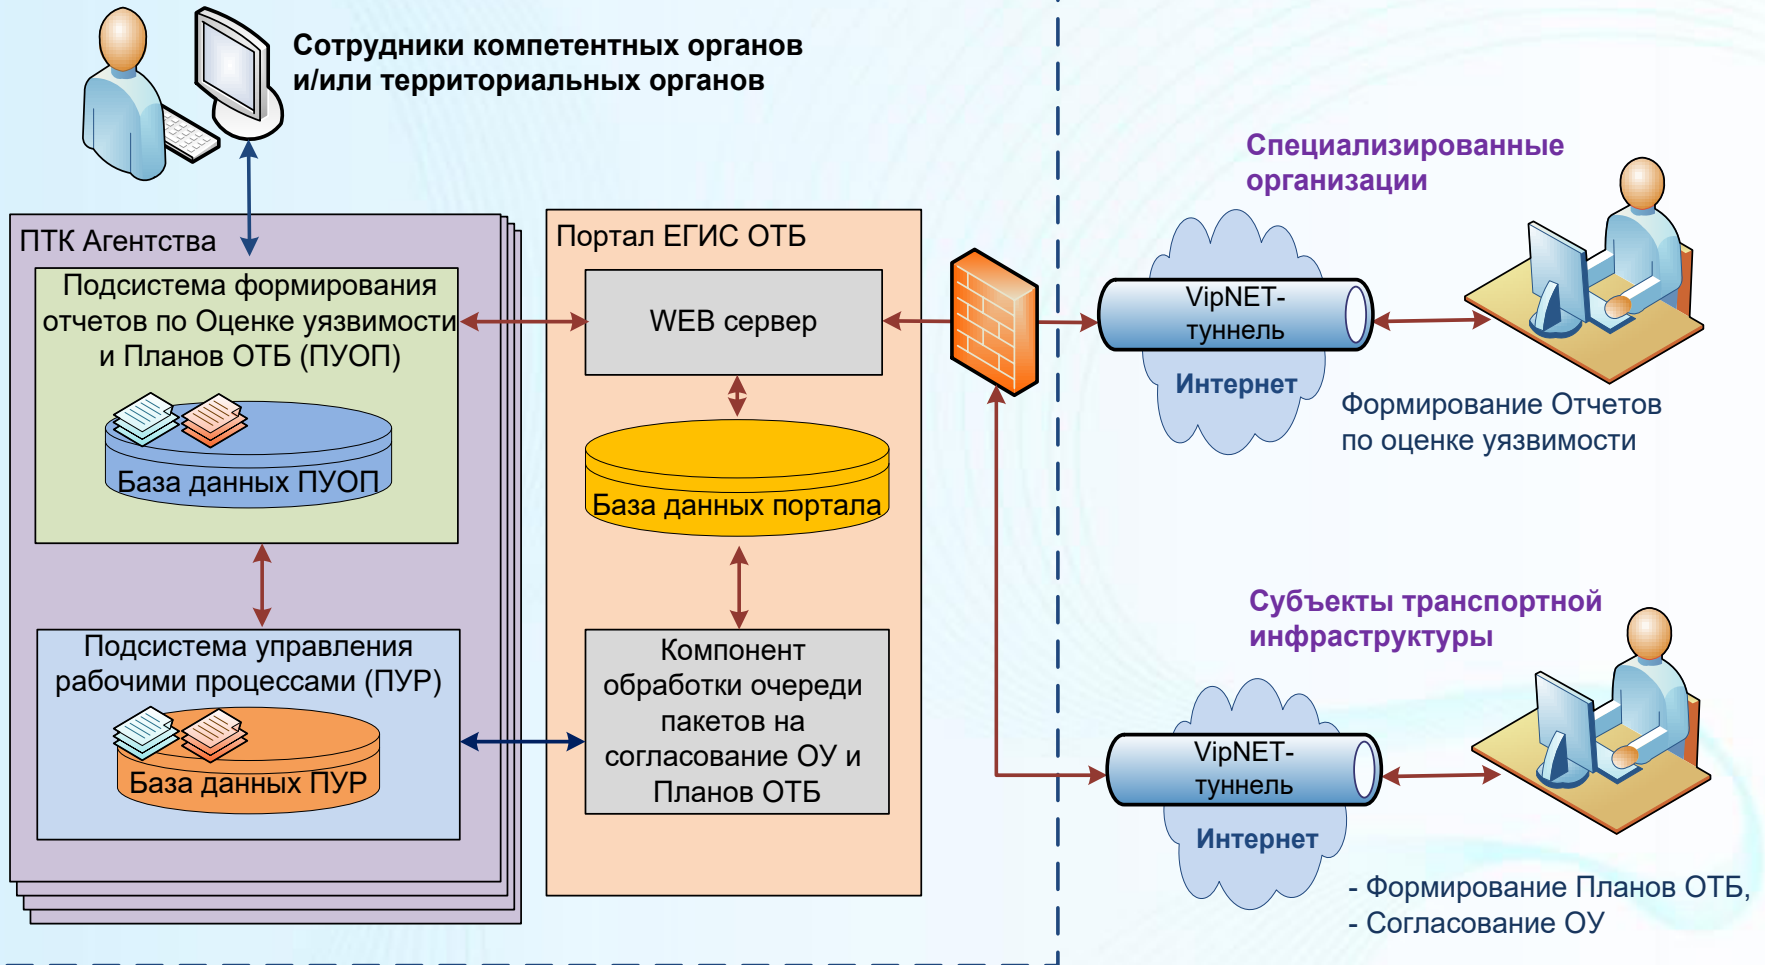 Сотрудники компетентных органов
и/или территориальных органов
ПТК Агентства
Подсистема формирования
отчетов по Оценке уязвимости
и Планов ОТБ (ПУОП)
База данных ПУОП
Подсистема управления
рабочими процессами (ПУР)
База данных ПУР
Портал ЕГИС ОТБ
WEB сервер
База данных портала
Компонент
обработки очереди
пакетов на
согласование ОУ и
Планов ОТБ
Специализированные
организации
VipNET-
туннель
Интернет
Формирование Отчетов
по оценке уязвимости
Субъекты транспортной
инфраструктуры
VipNET-
туннель
Интернет
- Формирование Планов ОТБ,
- Согласование ОУ